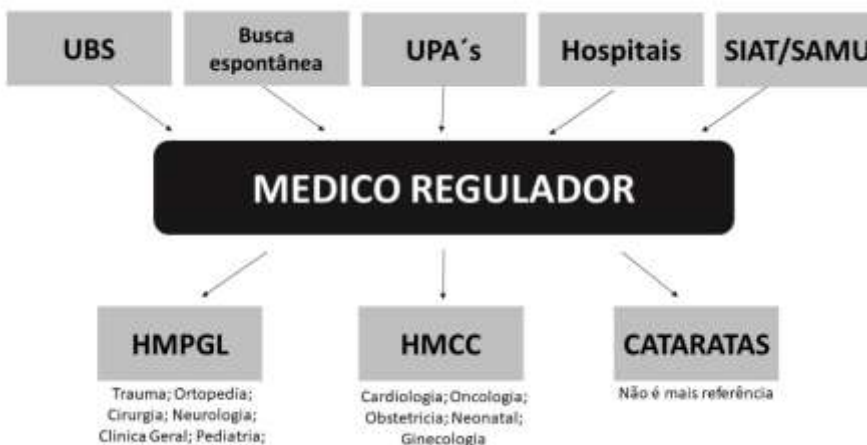 UBS
Busca
espontânea
UPA´s
Hospitais
SIAT/SAMU
MEDICO REGULADOR
HMPGL
Trauma; Ortopedia;
Cirurgia; Neurologia;
Clinica Geral; Pediatria;
HMCC
Cardiologia; Oncologia;
Obstetricia; Neonatal;
Ginecologia
CATARATAS
Não é mais referência